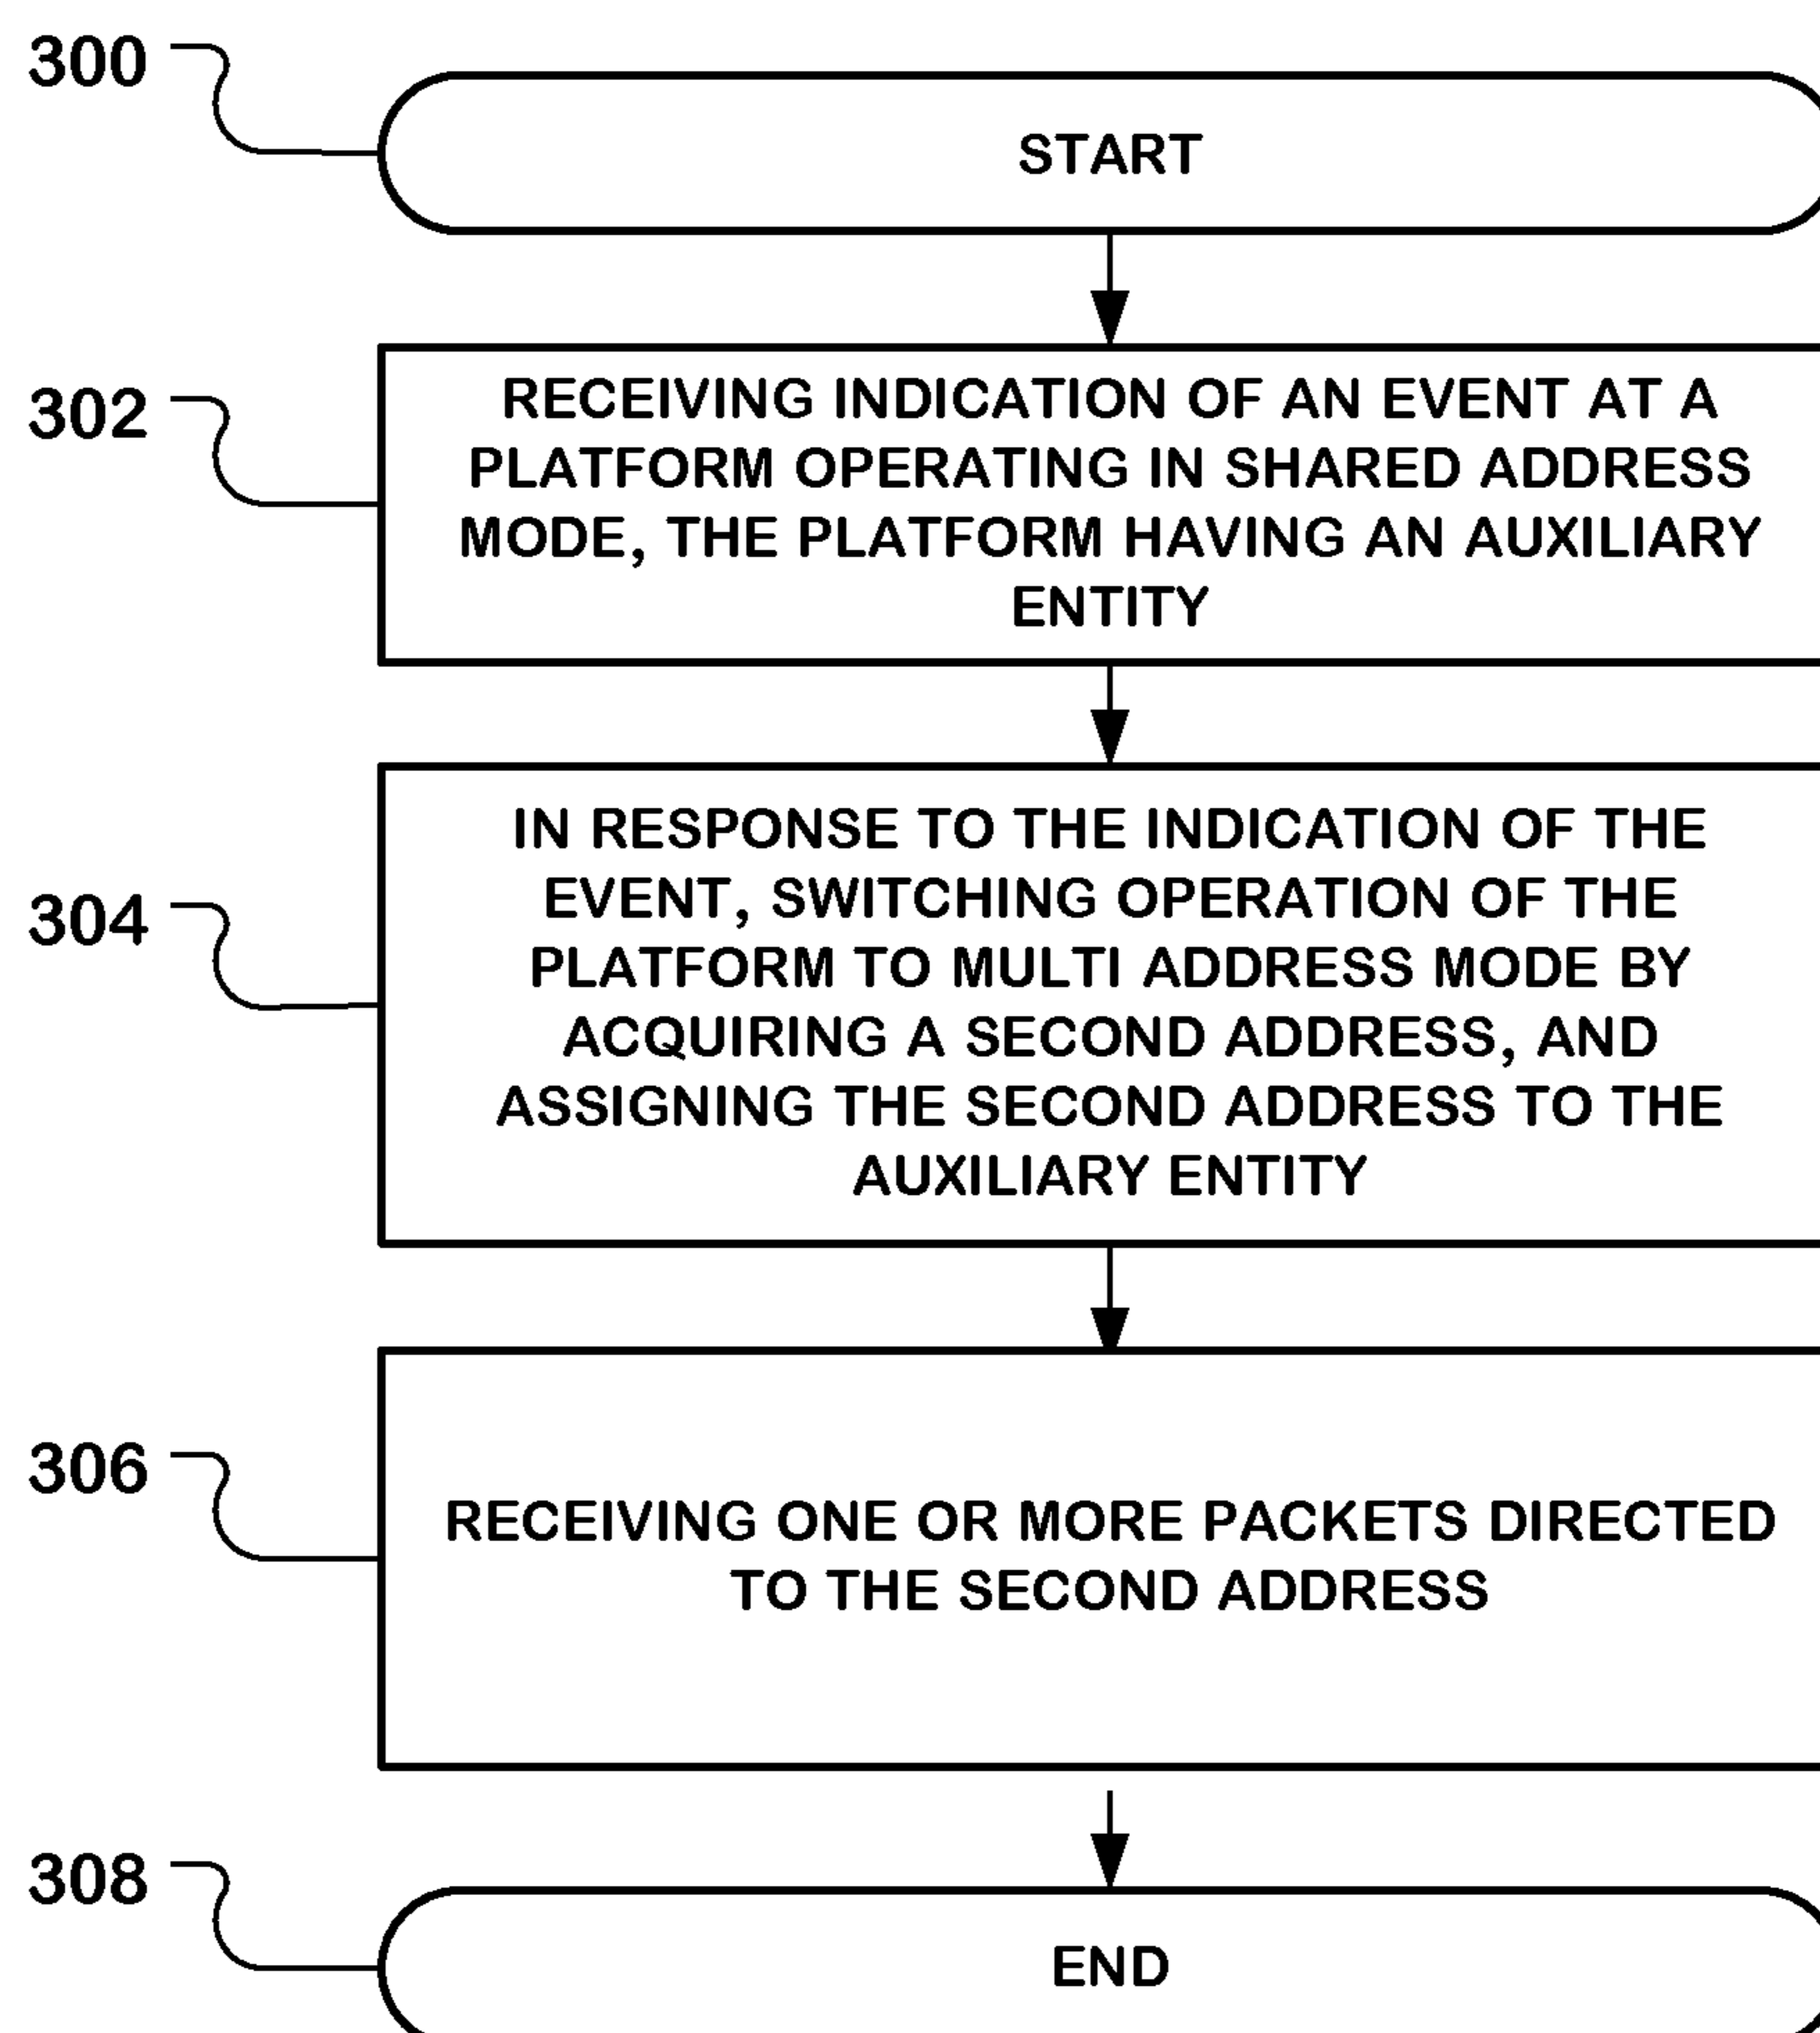 300
START
302
RECEIVING INDICATION OF AN EVENT AT A
PLATFORM OPERATING IN SHARED ADDRESS
MODE, THE PLATFORM HAVING AN AUXILIARY
ENTITY
304
IN RESPONSE TO THE INDICATION OF THE
EVENT, SWITCHING OPERATION OF THE
PLATFORM TO MULTI ADDRESS MODE BY
ACQUIRING A SECOND ADDRESS, AND
ASSIGNING THE SECOND ADDRESS TO THE
AUXILIARY ENTITY
306
RECEIVING ONE OR MORE PACKETS DIRECTED
TO THE SECOND ADDRESS
308
END